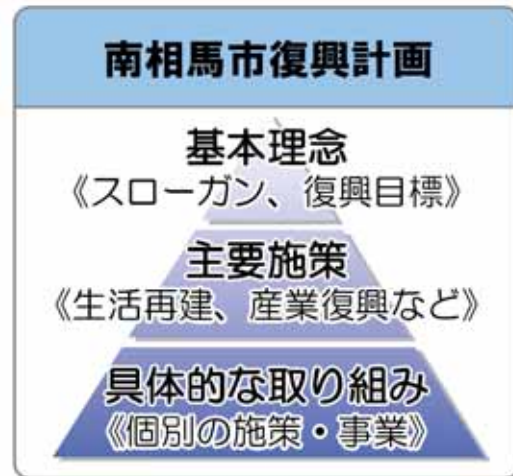 南相馬市復興計画
基本理念
《スローガン、復興目標》
主要施策
《生活再建、産業復興など》
具体的な取り組み
《個別の施策・事業》